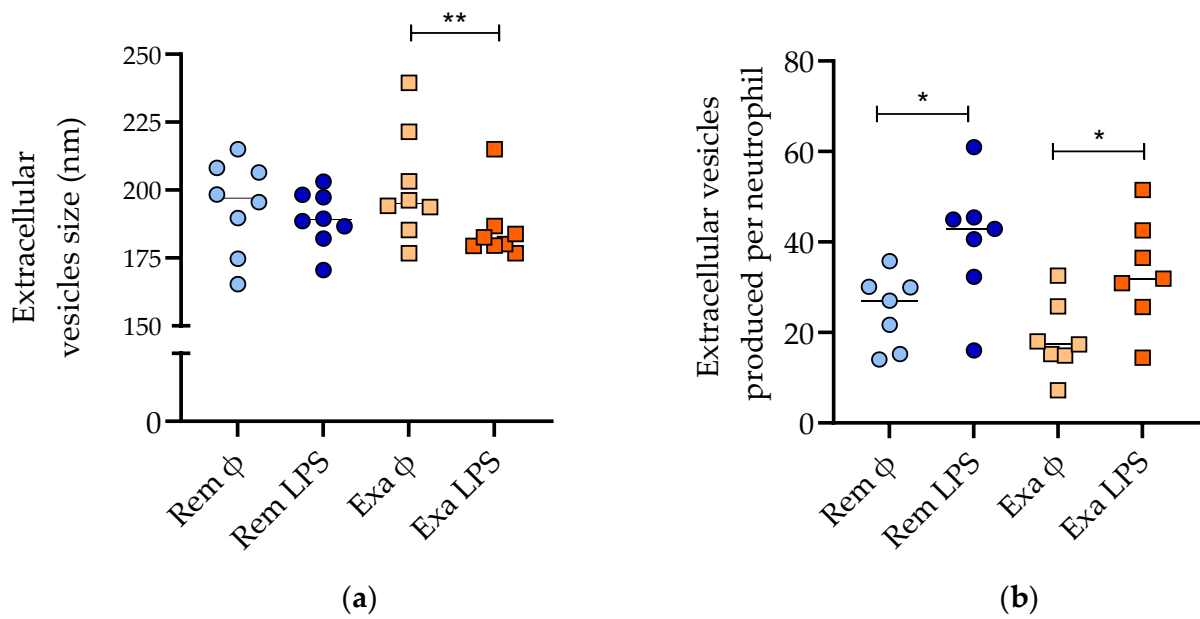 **
Extracellular
vesicles size (nm)
250
225
200
175
150
0
Rem ϕ
Rem LPS
Exa ϕ
Exa LPS
(a)
*
*
Extracellular vesicles
produced per neutrophil
80
60
40
20
0
Rem ϕ
Rem LPS
Exa ϕ
Exa LPS
(b)